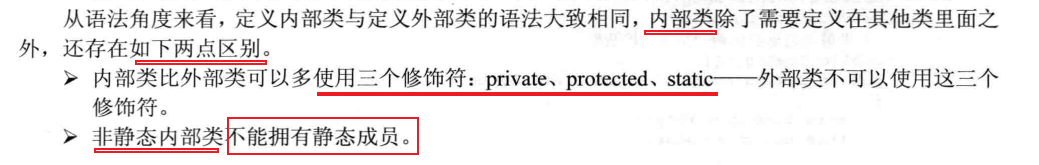 从语法角度来看，定义内部类与定义外部类的语法大致相同，内部类除了需要定义在其他类里面之
外，还存在如下两点区别。
➢ 内部类比外部类可以多使用三个修饰符：private、protected、static——外部类不可以使用这三个
修饰符。
➢ 非静态内部类不能拥有静态成员。